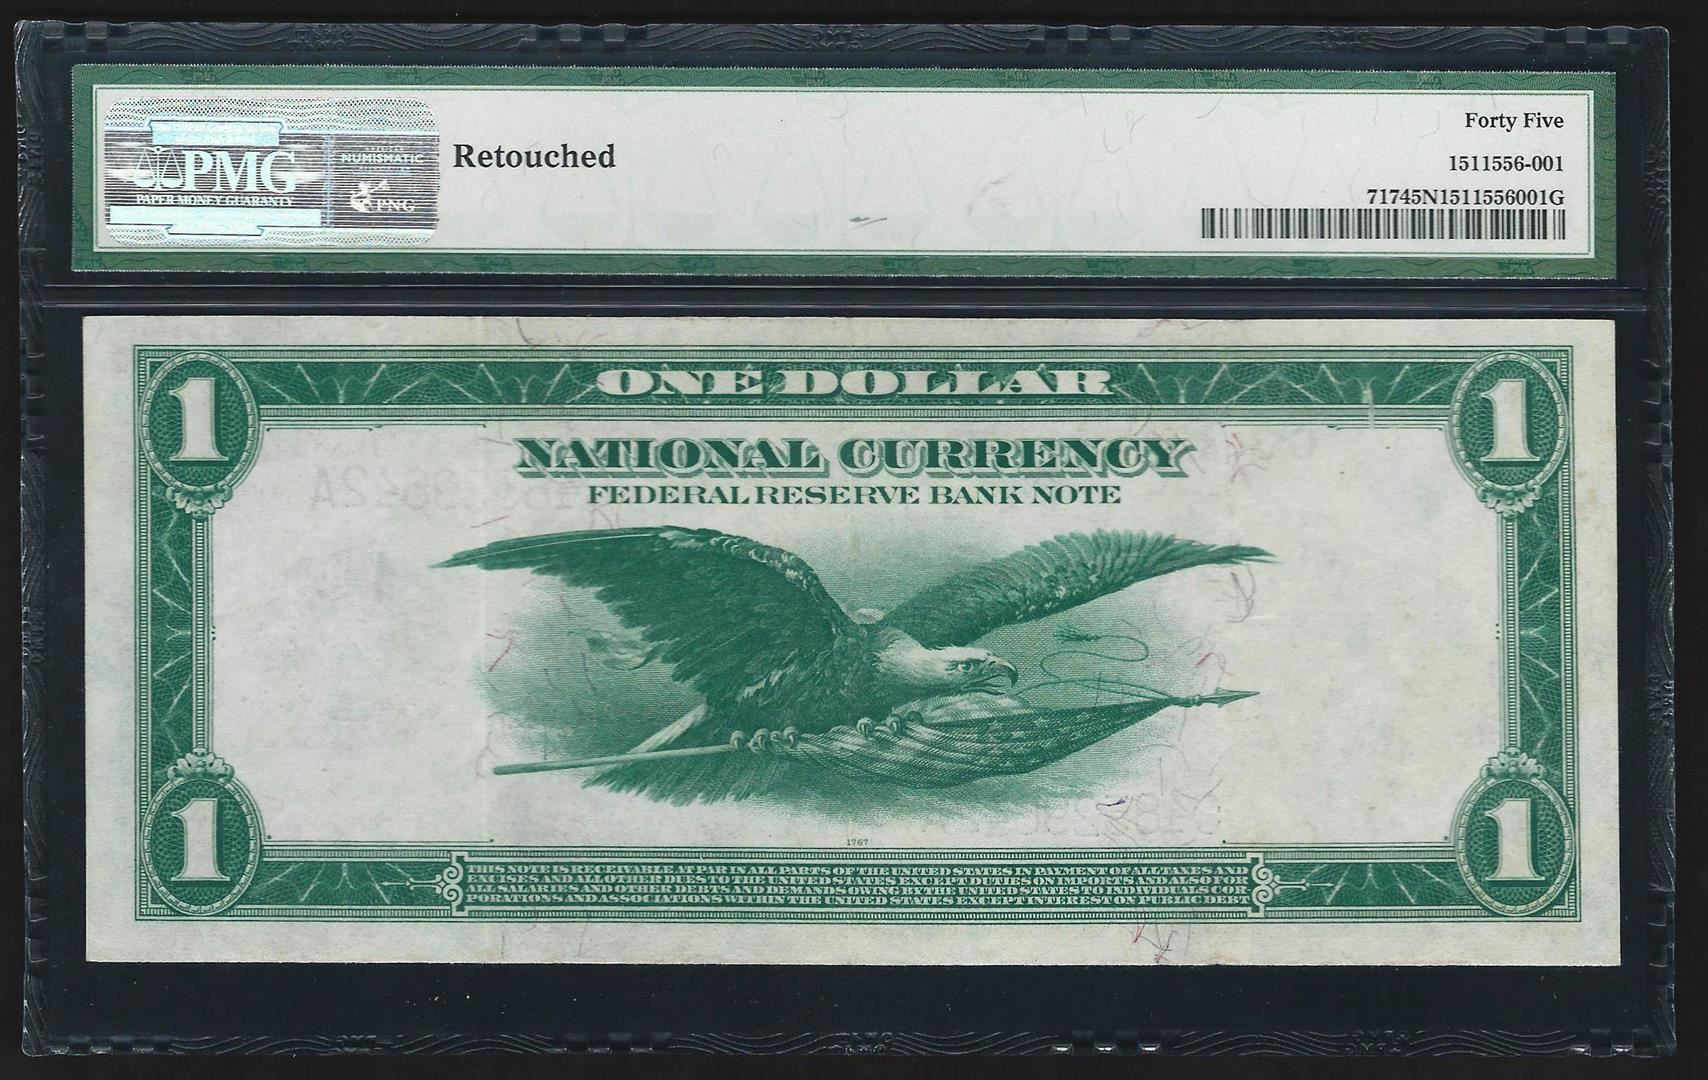 PMG
PAPER MONEY GUARANTY
NUMISMATIC
PNG
Retouched
Forty Five
1511556-001
71745N1511556001G
1 ONE DOLLAR 1
NATIONAL CURRENCY
FEDERAL RESERVE BANK NOTE
1767
1 1
THIS NOTE IS RECEIVABLE AT PAR IN ALL PARTS OF THE UNITED STATES IN PAYMENT OF ALL TAXES AND
EXCISES AND ALL OTHER DUES TO THE UNITED STATES EXCEPT DUTIES ON IMPORTS AND ALSO FOR
ALL SALARIES AND OTHER DEBTS AND DEMANDS OWING BY THE UNITED STATES TO INDIVIDUALS COR
PORATIONS AND ASSOCIATIONS WITHIN THE UNITED STATES EXCEPT INTEREST ON PUBLIC DEBT